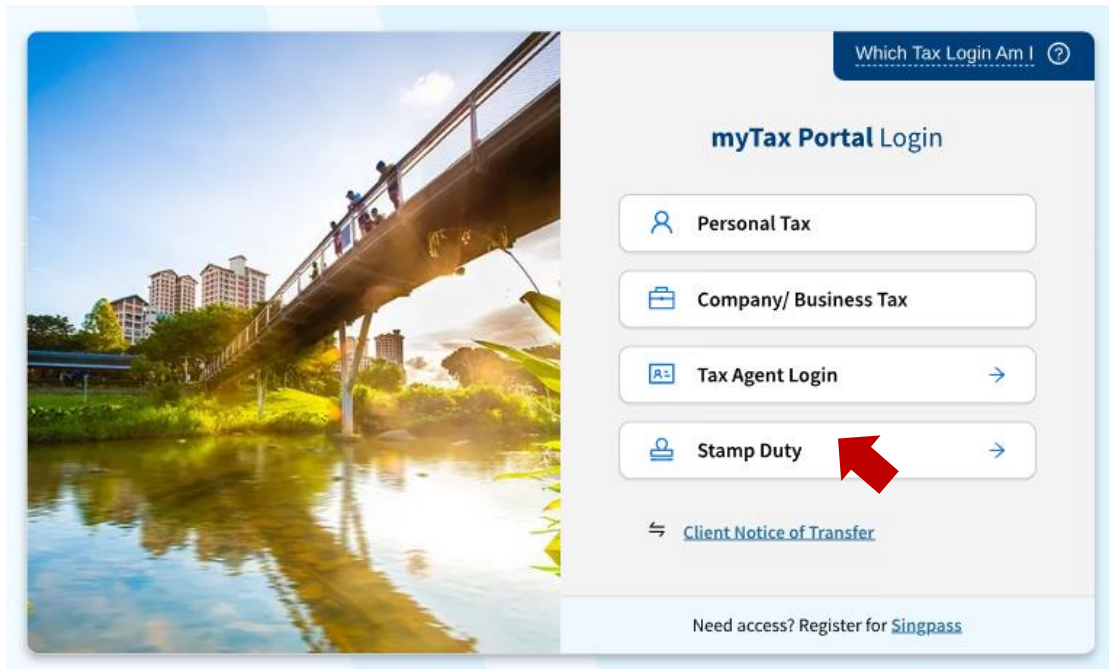 Which Tax Login Am I
myTax Portal Login
Personal Tax
Company/ Business Tax
Tax Agent Login
Stamp Duty
Client Notice of Transfer
Need access? Register for Singpass